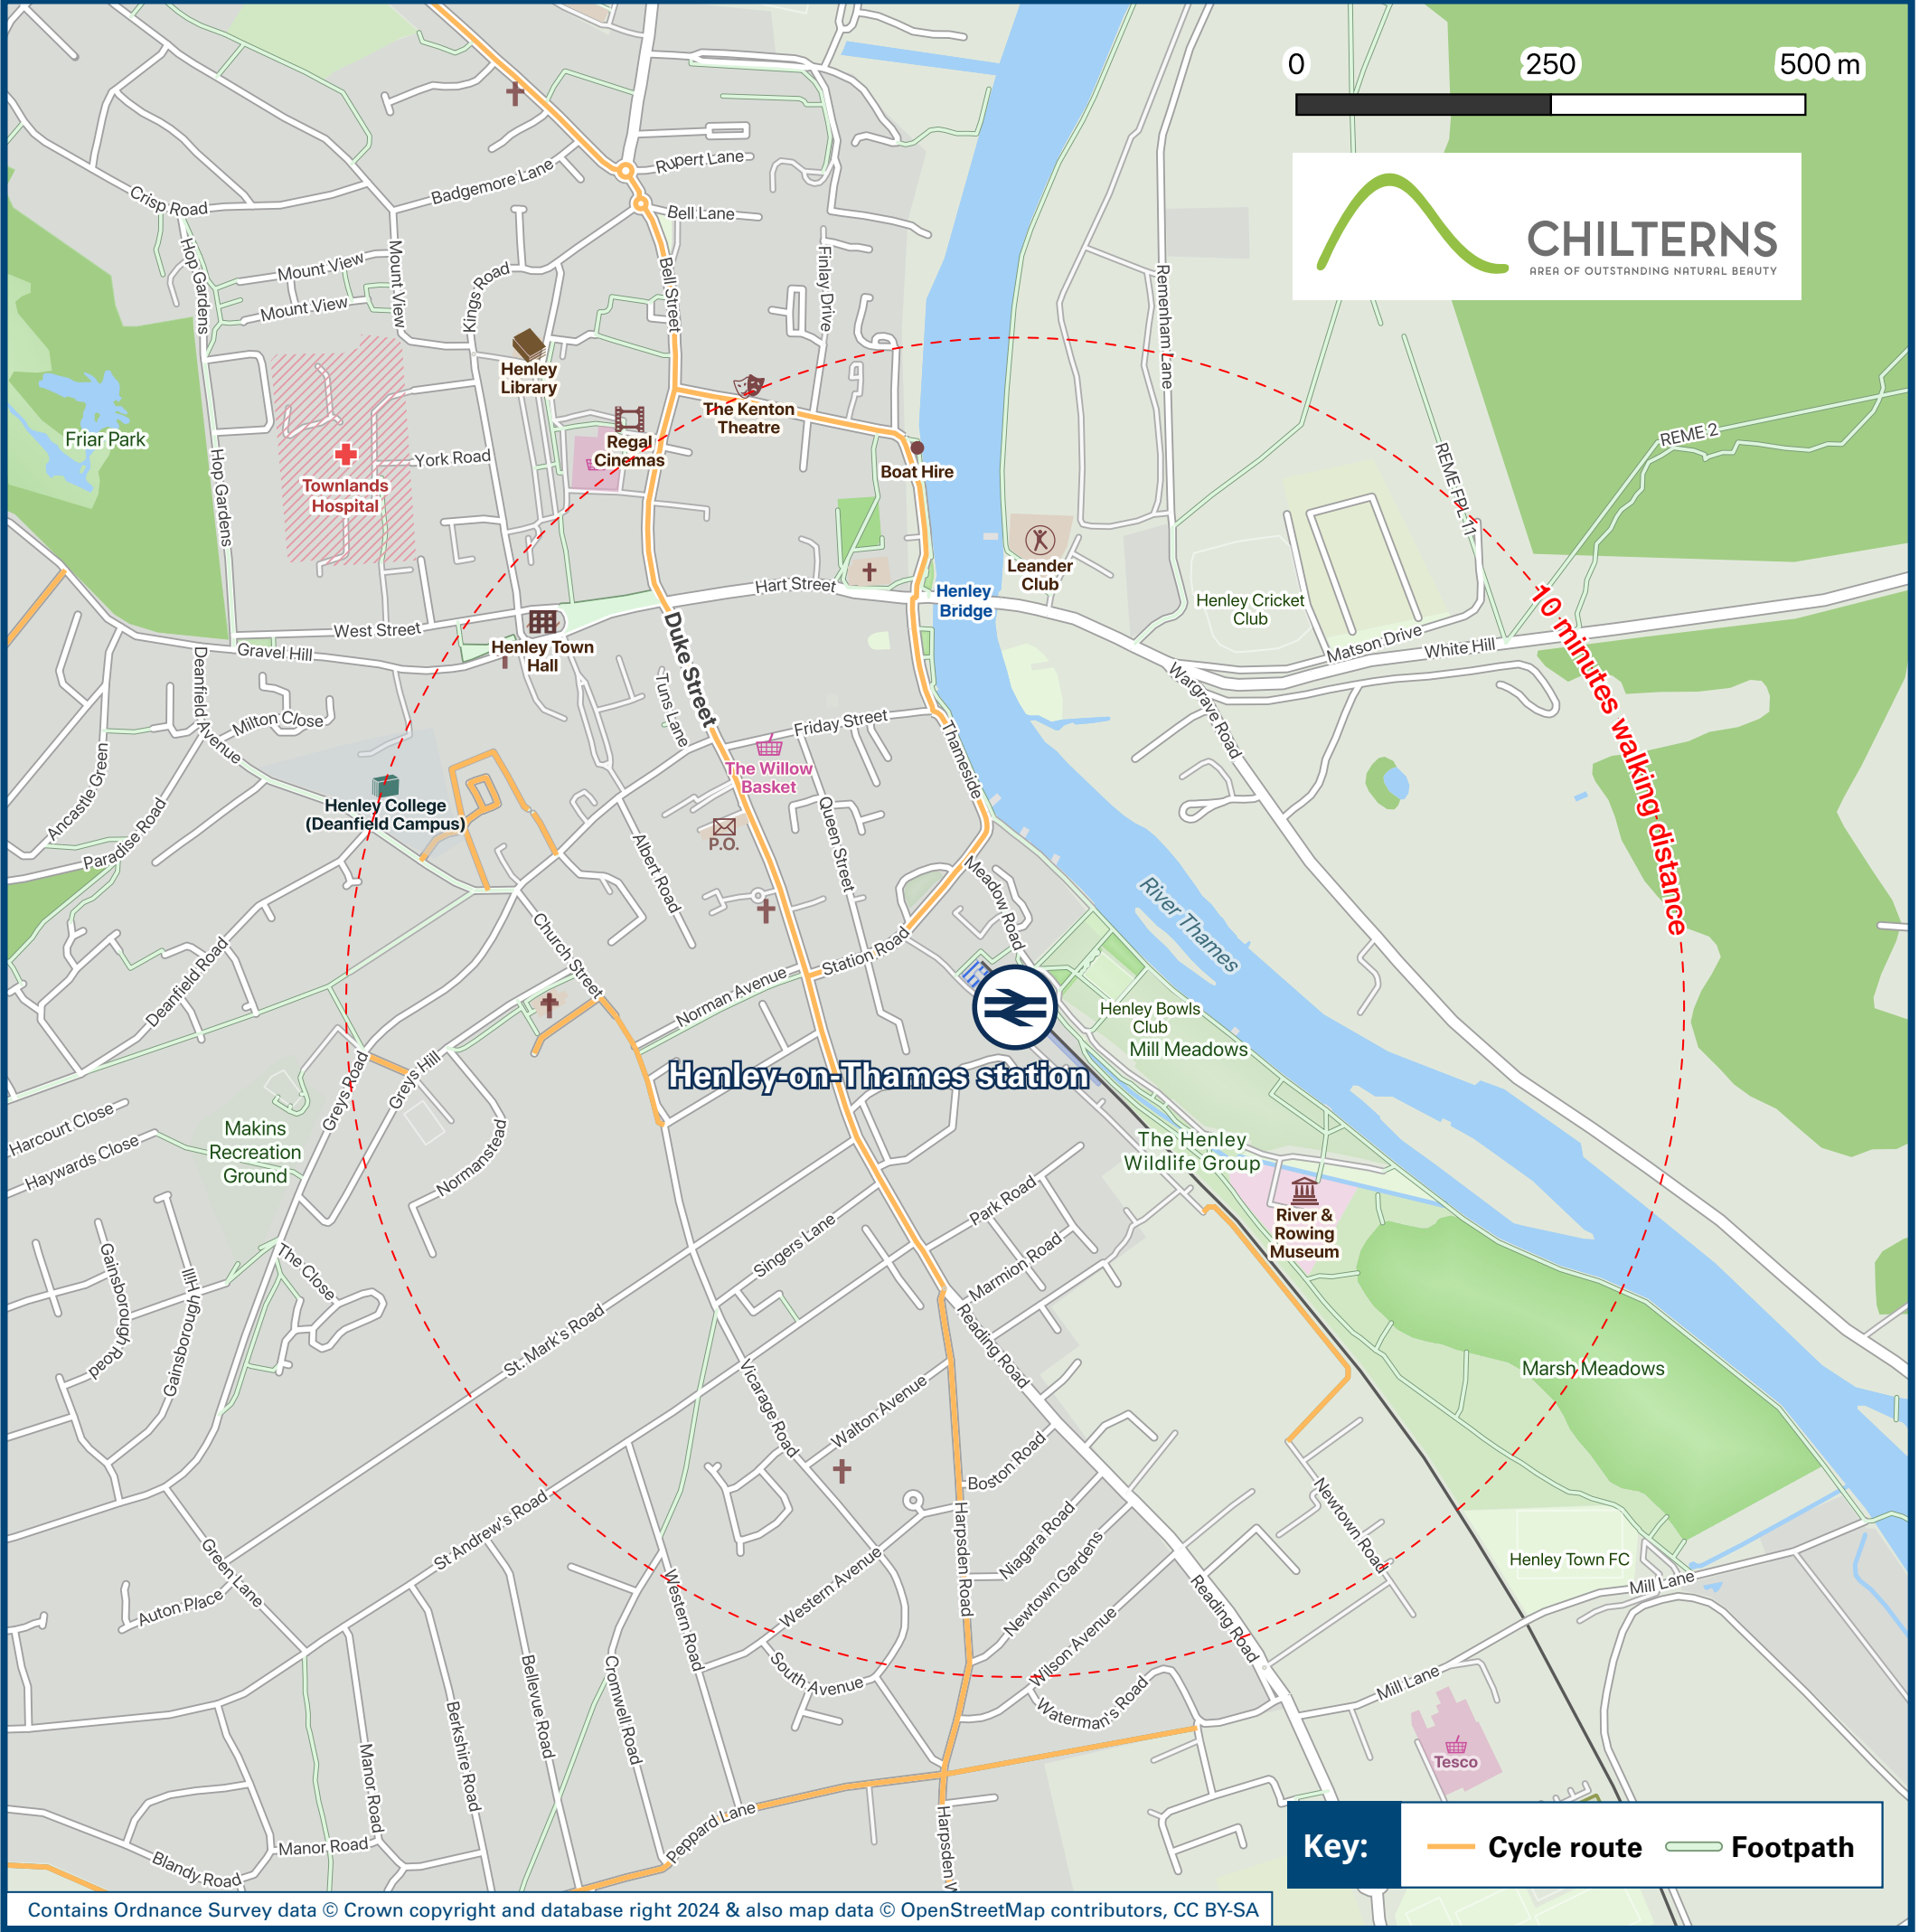 0 250 500 m
CHILTERNS
AREA OF OUTSTANDING NATURAL BEAUTY
Rupert Lane
Badgemore Lane
Crisp Road
Bell Lane
Hop Gardens
Mount View
Mount View
Mount View
Kings Road
Bell Street
Finlay Drive
Remenham Lane
Henley
Library
The Kenton
Theatre
Regal
Cinemas
Boat Hire
Friar Park
York Road
Townlands
Hospital
Hop Gardens
REME 2
REME FPL 11
Leander
Club
Hart Street
Henley
Bridge
Henley Cricket
Club
Matson Drive
White Hill
West Street
Gravel Hill
Henley Town
Hall
Duke Street
Tuns Lane
Deanfield Avenue
Milton Close
Friday Street
Thameside
Wargrave Road
10 minutes walking distance
The Willow
Basket
Ancastle Green
Paradise Road
Henley College
(Deanfield Campus)
P.O.
Queen Street
Albert Road
Meadow Road
River Thames
Church Street
Deanfield Road
Station Road
Norman Avenue
Henley Bowls
Club
Mill Meadows
Henley-on-Thames station
Greys Road
Greys Hill
Harcourt Close
Haywards Close
Makins
Recreation
Ground
Normanstead
The Henley
Wildlife Group
River &
Rowing
Museum
Park Road
Singers Lane
Marmion Road
The Close
Gainsborough Road
Gainsborough Hill
St. Mark's Road
Reading Road
Vicarage Road
Walton Avenue
Marsh Meadows
Boston Road
St Andrew's Road
Niagara Road
Newtown Gardens
Newtown Road
Harpsden Road
Henley Town FC
Mill Lane
Green Lane
Auton Place
Western Avenue
Western Road
Wilson Avenue
Reading Road
South Avenue
Waterman's Road
Mill Lane
Bellevue Road
Cromwell Road
Berkshire Road
Manor Road
Tesco
Peppard Lane
Harpsden W
Manor Road
Blandy Road
Key: Cycle route Footpath
Contains Ordnance Survey data © Crown copyright and database right 2024 & also map data © OpenStreetMap contributors, CC BY-SA